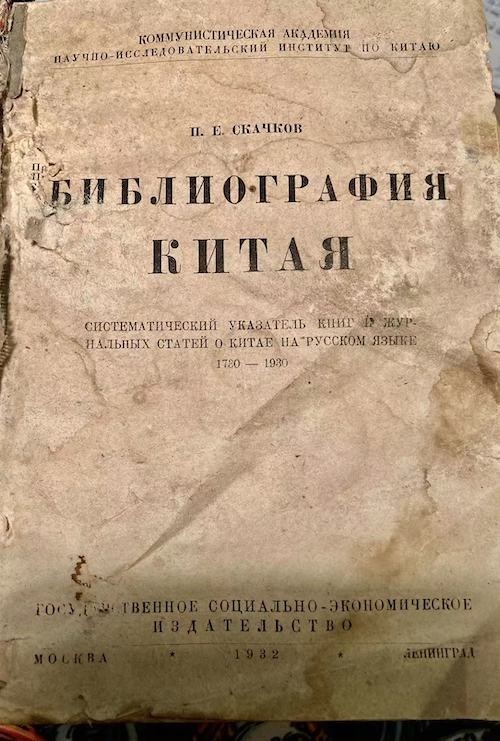 КОММУНИСТИЧЕСКАЯ АКАДЕМИЯ
НАУЧНО-ИССЛЕДОВАТЕЛЬСКИЙ ИНСТИТУТ ПО КИТАЮ
П. Е. СКАЧКОВ
БИБЛИОГРАФИЯ
КИТАЯ
СИСТЕМАТИЧЕСКИЙ УКАЗАТЕЛЬ КНИГ И ЖУР-
НАЛЬНЫХ СТАТЕЙ О КИТАЕ НА РУССКОМ ЯЗЫКЕ
1730 — 1930
ГОСУДАРСТВЕННОЕ СОЦИАЛЬНО-ЭКОНОМИЧЕСКОЕ
ИЗДАТЕЛЬСТВО
МОСКВА * 1932 * ЛЕНИНГРАД